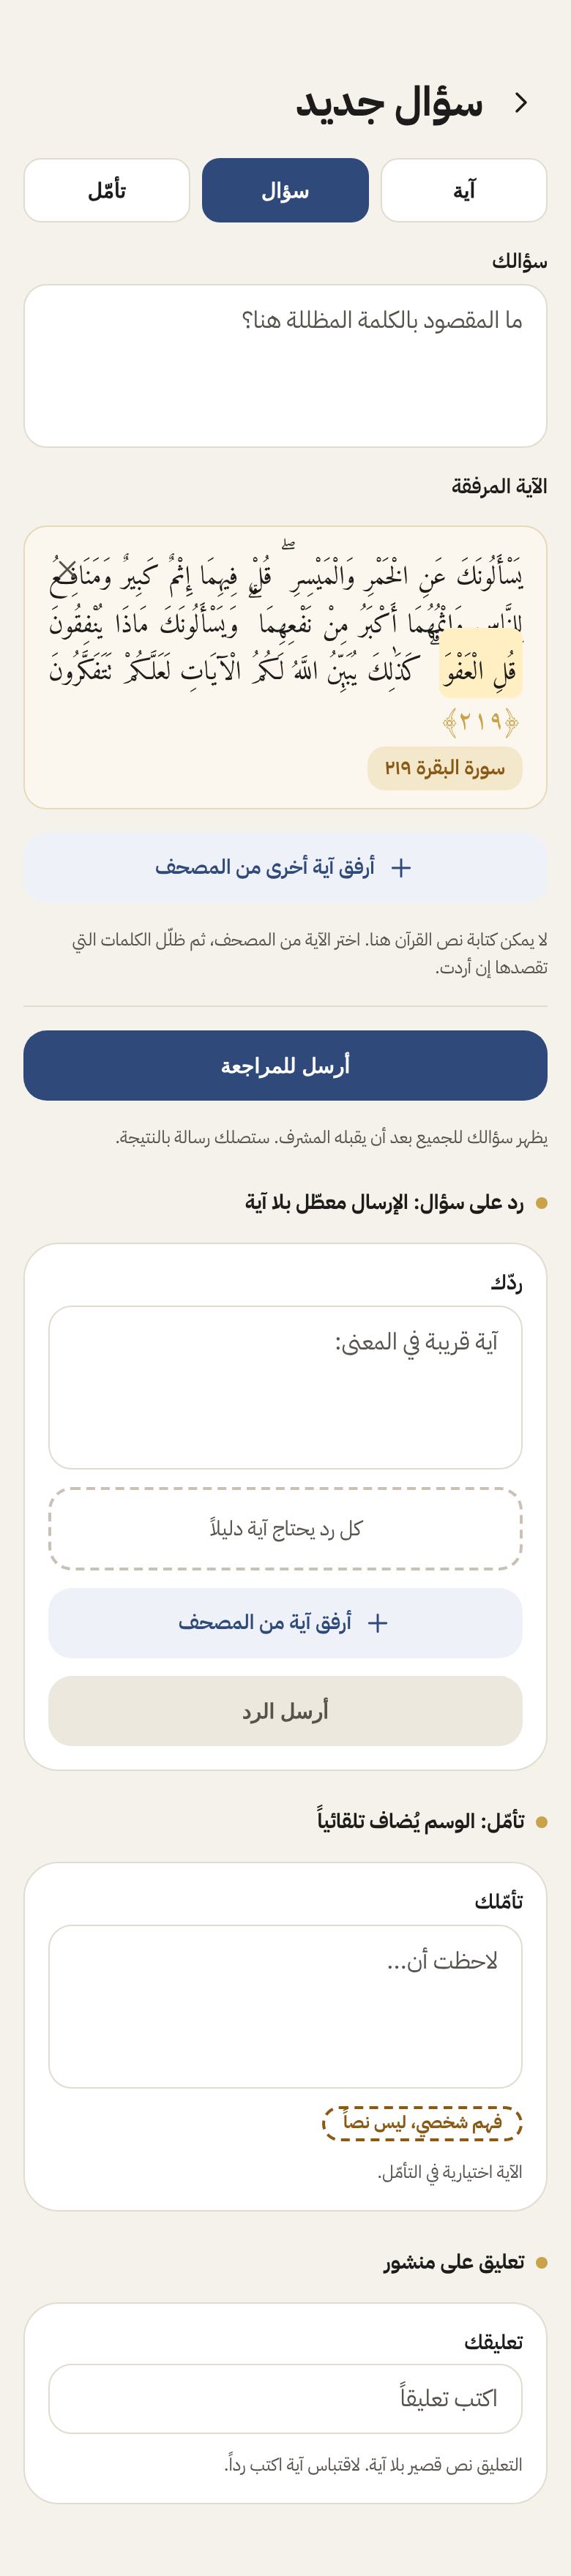 سؤال جديد
آية
سؤال
تأمّل
سؤالك
ما المقصود بالكلمة المظللة هنا؟
الآية المرفقة
يَسْأَلُونَكَ عَنِ الْخَمْرِ وَالْمَيْسِرِ ۖ قُلْ فِيهِمَا إِثْمٌ كَبِيرٌ وَمَنَافِعُ
لِلنَّاسِ وَإِثْمُهُمَا أَكْبَرُ مِنْ نَفْعِهِمَا ۗ وَيَسْأَلُونَكَ مَاذَا يُنْفِقُونَ
قُلِ الْعَفْوَ ۗ كَذَٰلِكَ يُبَيِّنُ اللَّهُ لَكُمُ الْآيَاتِ لَعَلَّكُمْ تَتَفَكَّرُونَ
﴿٢١٩﴾
سورة البقرة ٢١٩
أرفق آية أخرى من المصحف
لا يمكن كتابة نص القرآن هنا. اختر الآية من المصحف، ثم ظلّل الكلمات التي
تقصدها إن أردت.
أرسل للمراجعة
يظهر سؤالك للجميع بعد أن يقبله المشرف. ستصلك رسالة بالنتيجة.
رد على سؤال: الإرسال معطّل بلا آية
ردّك
آية قريبة في المعنى:
كل رد يحتاج آية دليلاً
أرفق آية من المصحف
أرسل الرد
تأمّل: الوسم يُضاف تلقائياً
تأمّلك
لاحظت أن...
فهم شخصي، ليس نصاً
الآية اختيارية في التأمّل.
تعليق على منشور
تعليقك
اكتب تعليقاً
التعليق نص قصير بلا آية. لاقتباس آية اكتب رداً.